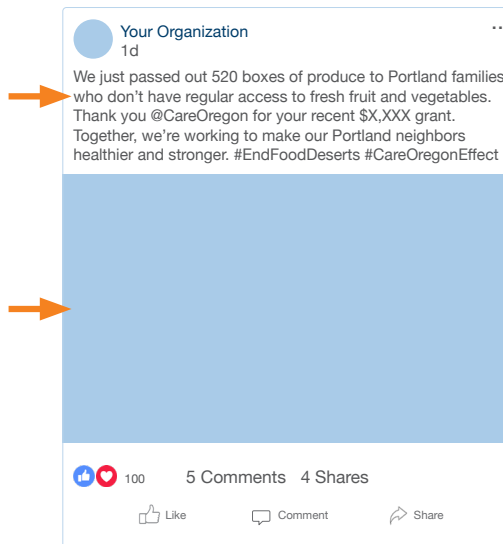 Your Organization
1d
We just passed out 520 boxes of produce to Portland families
who don’t have regular access to fresh fruit and vegetables.
Thank you @CareOregon for your recent $X,XXX grant.
Together, we’re working to make our Portland neighbors
healthier and stronger. #EndFoodDeserts #CareOregonEffect
100 5 Comments 4 Shares
Like Comment Share